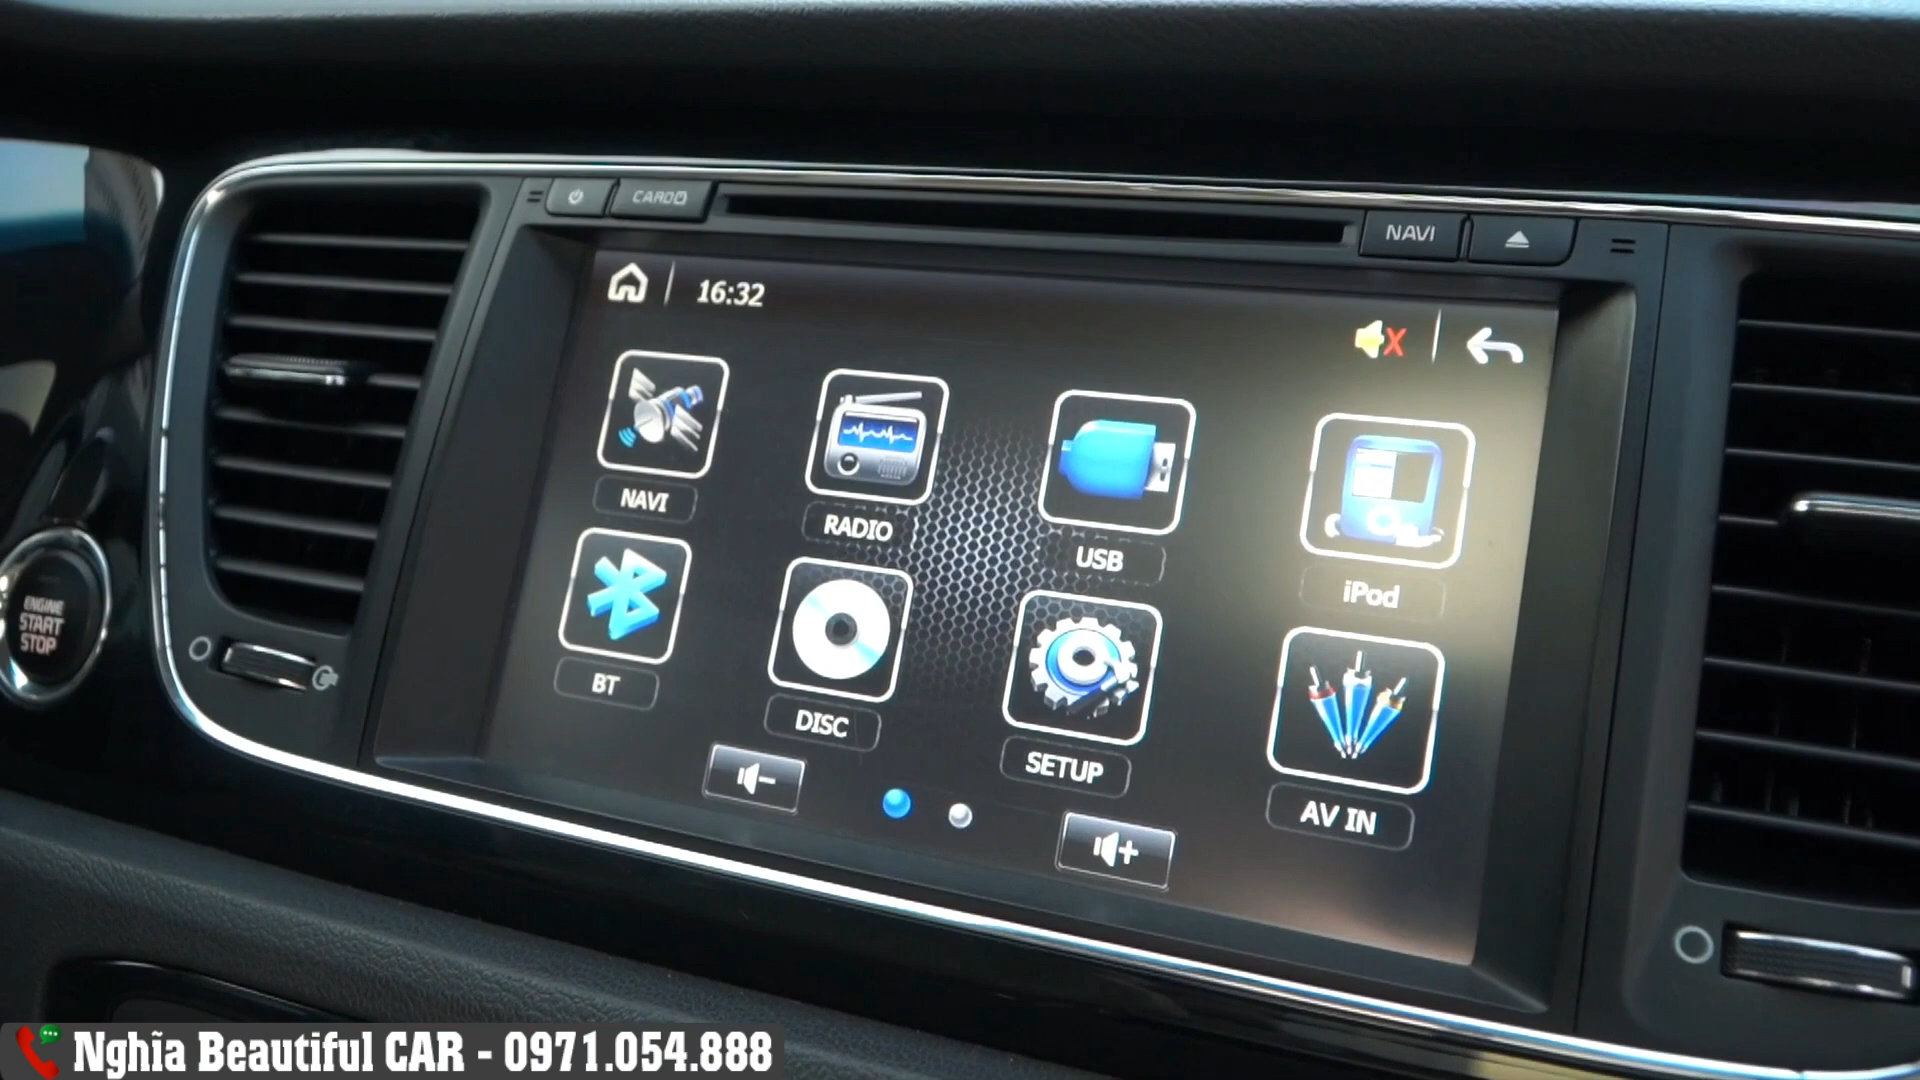 CARD
NAVI
16:32
X
NAVI
RADIO
USB
iPod
BT
DISC
SETUP
AV IN
ENGINE
START
STOP
Nghĩa Beautiful CAR - 0971.054.888